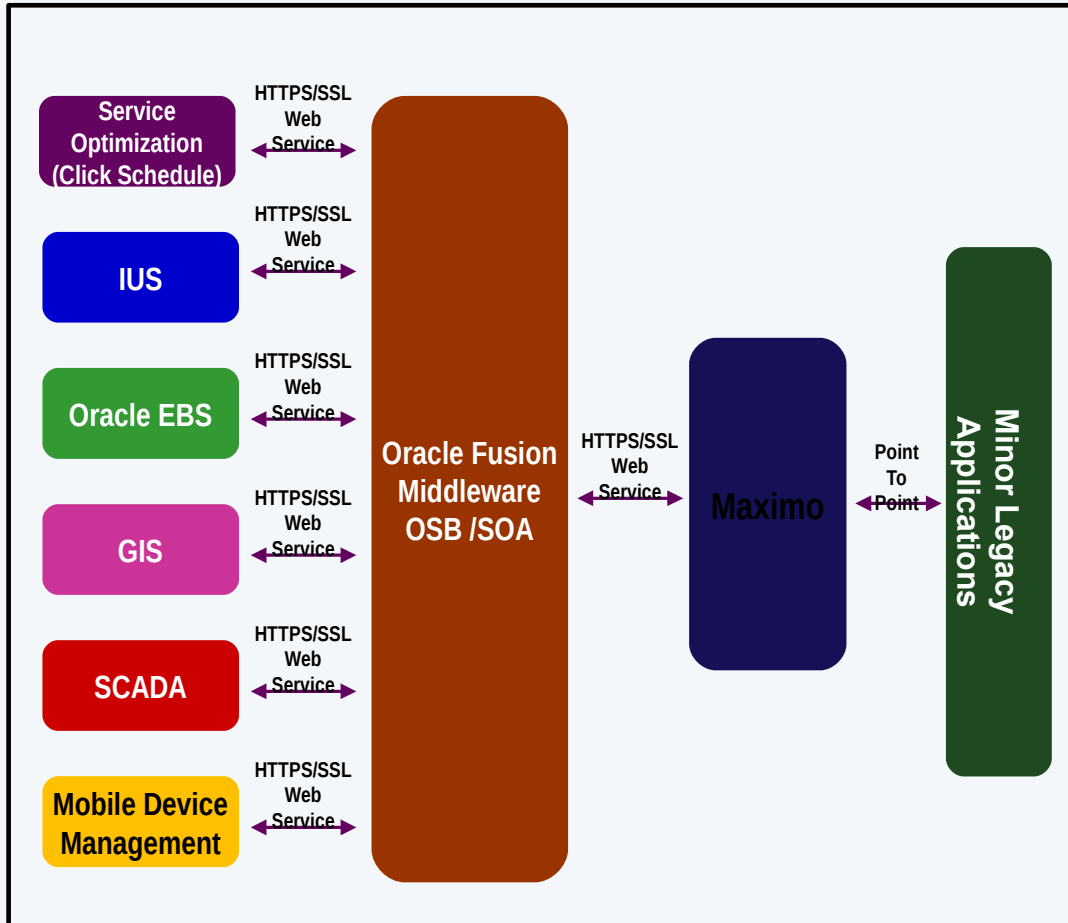 Service
Optimization
(Click Schedule)
HTTPS/SSL
Web
Service
IUS
HTTPS/SSL
Web
Service
Oracle EBS
HTTPS/SSL
Web
Service
GIS
HTTPS/SSL
Web
Service
SCADA
HTTPS/SSL
Web
Service
Mobile Device
Management
HTTPS/SSL
Web
Service
Oracle Fusion
Middleware
OSB /SOA
HTTPS/SSL
Web
Service
Maximo
Point
To
Point
Minor Legacy
Applications